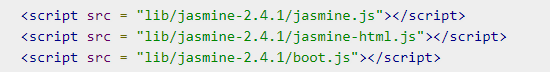 <script src = "lib/jasmine-2.4.1/jasmine.js"></script>
<script src = "lib/jasmine-2.4.1/jasmine-html.js"></script>
<script src = "lib/jasmine-2.4.1/boot.js"></script>